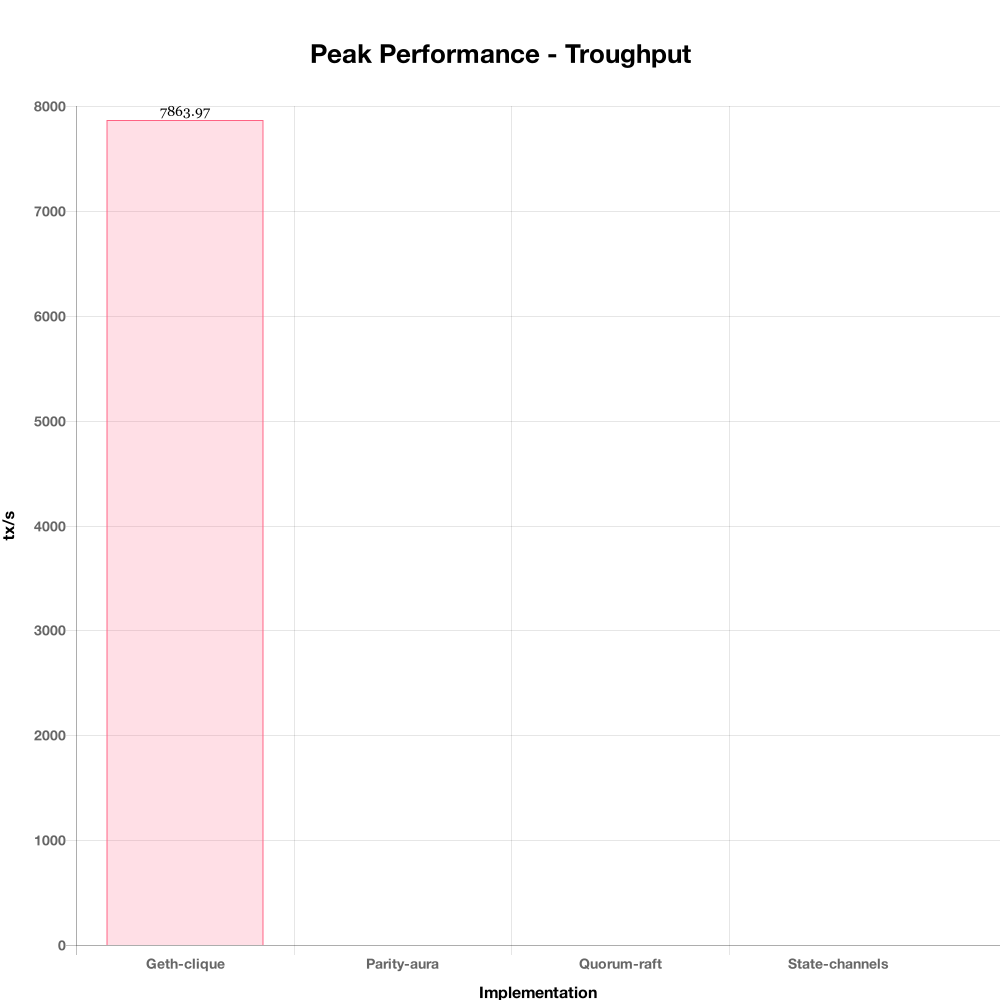 Peak Performance - Troughput
8000
7863.97
7000
6000
5000
4000
3000
2000
1000
0
tx/s
Geth-clique Parity-aura Quorum-raft State-channels
Implementation